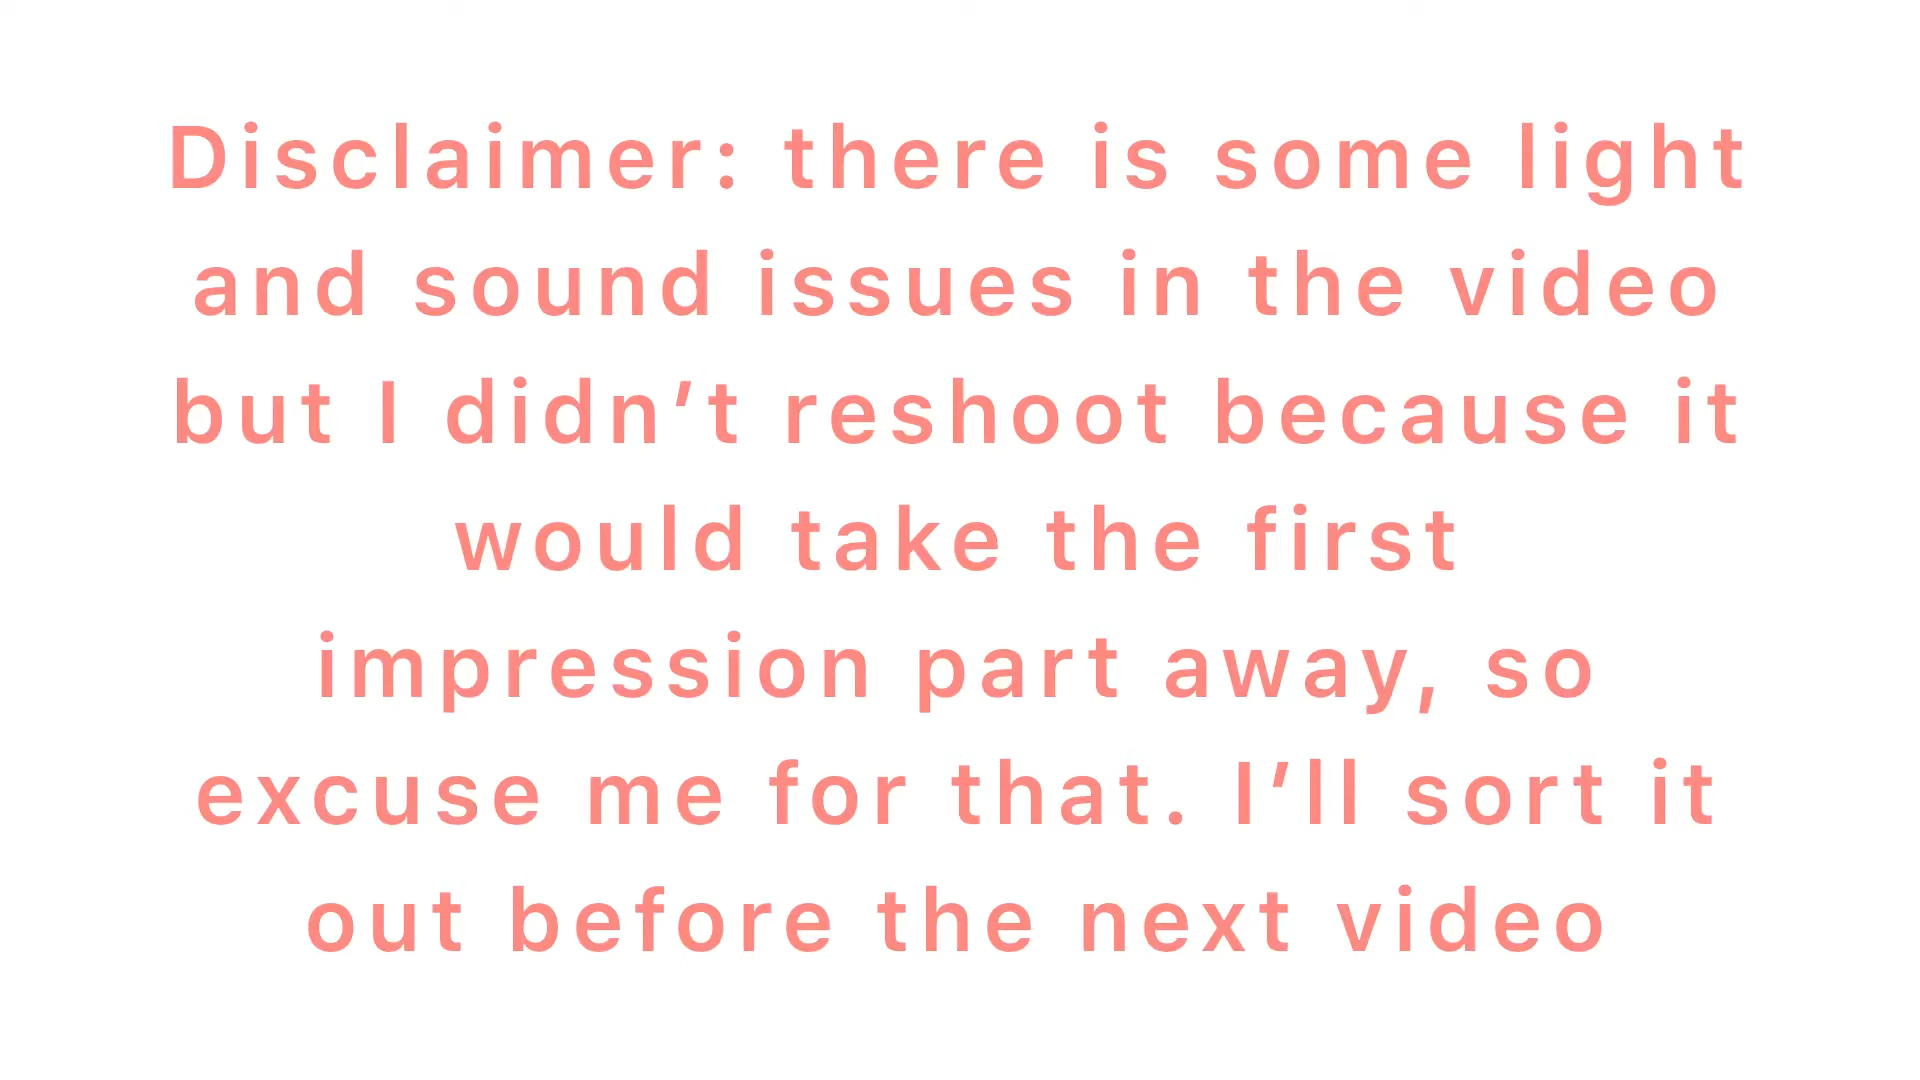 Disclaimer: there is some light
and sound issues in the video
but I didn’t reshoot because it
would take the first
impression part away, so
excuse me for that. I’ll sort it
out before the next video